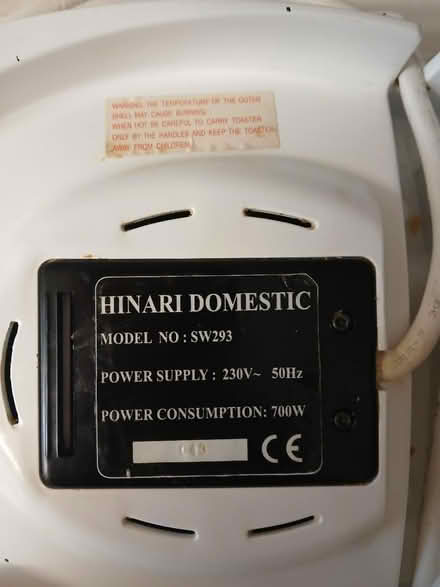 WARNING THE TEMPERATURE OF THE OUTER
SHELL MAY CAUSE BURNING
WHEN HOT BE CAREFUL TO CARRY TOASTER
ONLY BY THE HANDLES AND KEEP THE TOASTER
AWAY FROM CHILDREN
HINARI DOMESTIC
MODEL NO : SW293
POWER SUPPLY : 230V~ 50Hz
POWER CONSUMPTION: 700W
CE